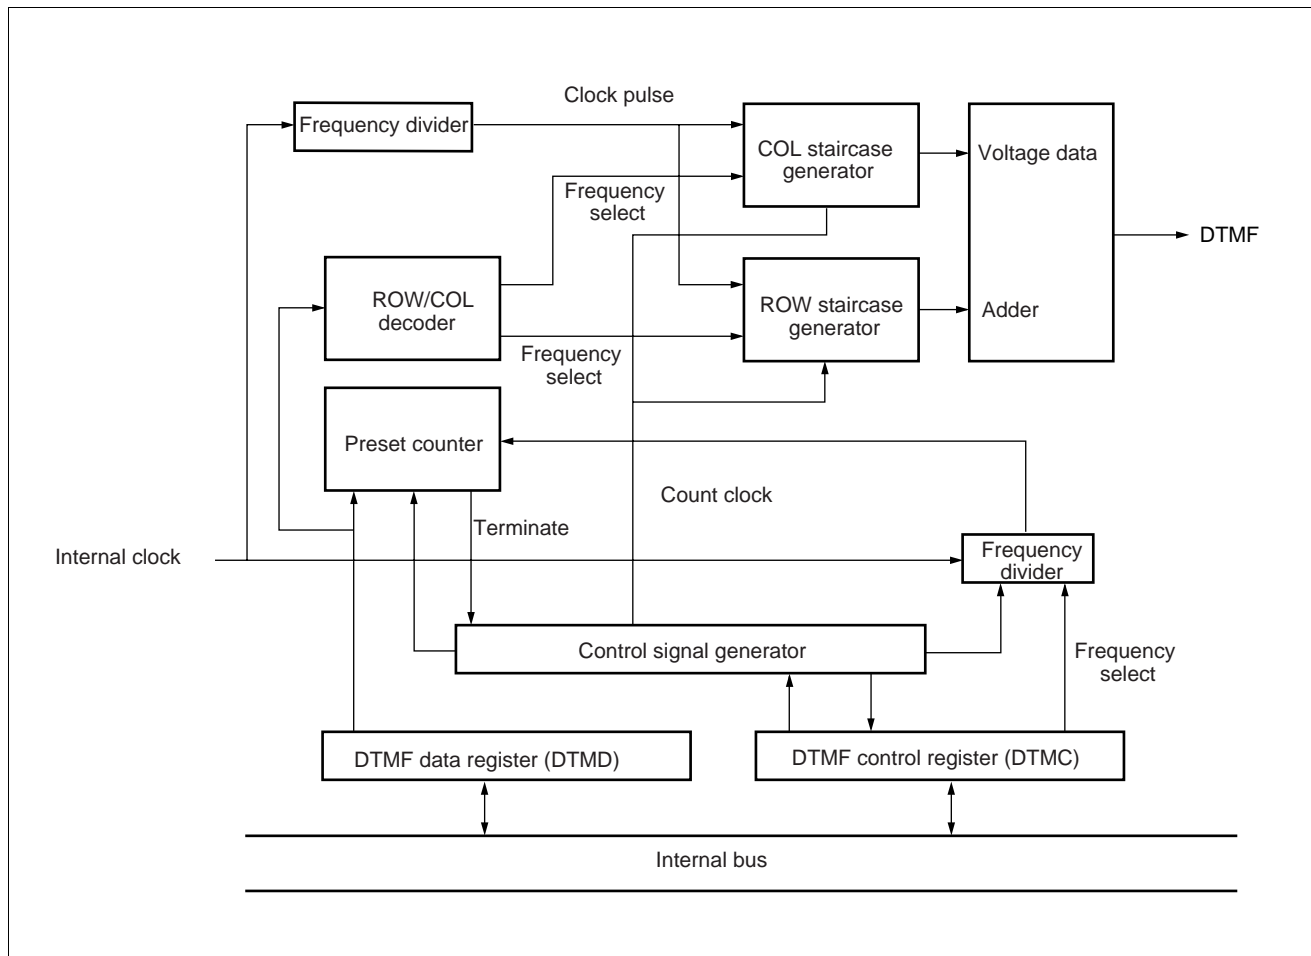 Clock pulse
Frequency divider
COL staircase
generator
Voltage data
Frequency
select
DTMF
ROW/COL
decoder
ROW staircase
generator
Adder
Frequency
select
Preset counter
Count clock
Terminate
Internal clock
Frequency
divider
Control signal generator
Frequency
select
DTMF data register (DTMD)
DTMF control register (DTMC)
Internal bus